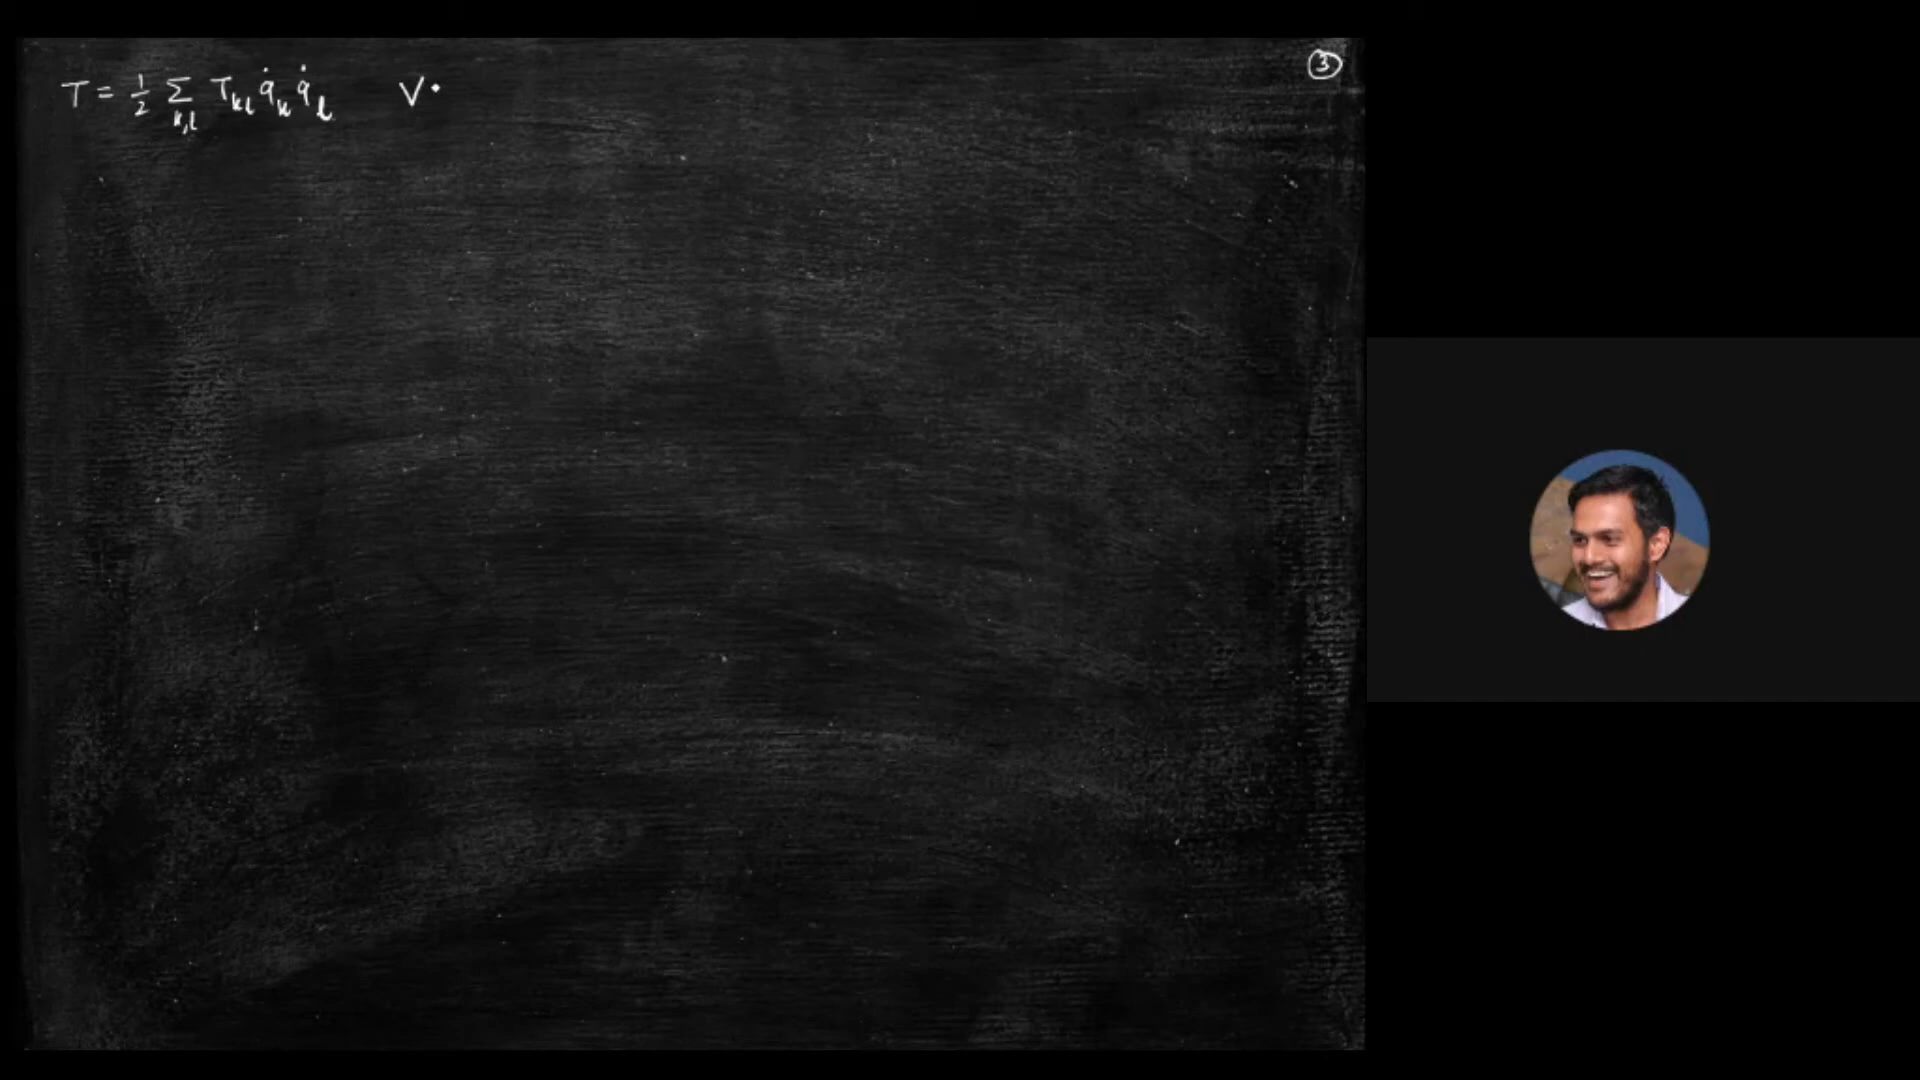 T = ½ Σ_{k,l} T_{kl} q̇_k q̇_l V
③